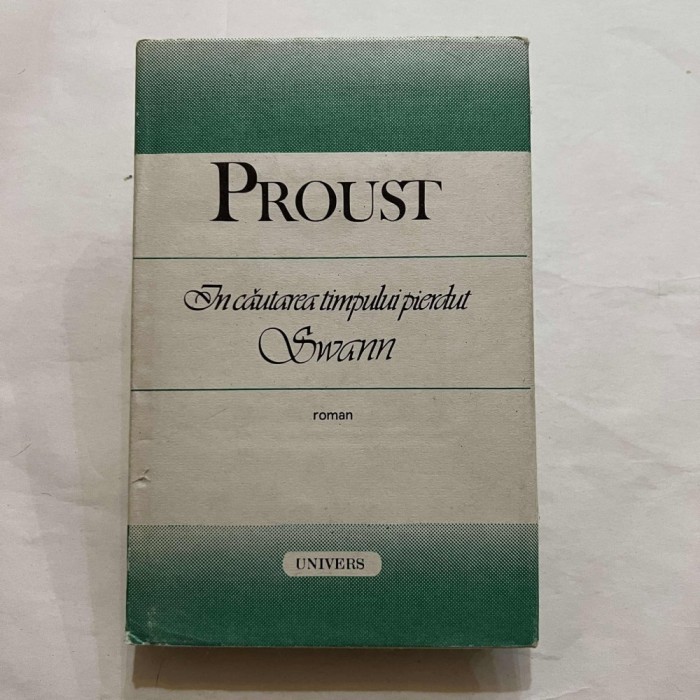 PROUST
In căutarea timpului pierdut
Swann
roman
UNIVERS